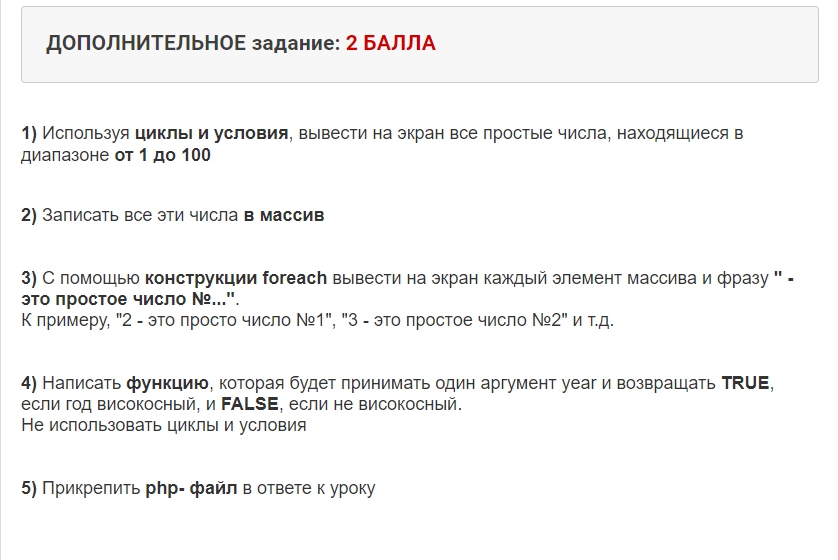 ДОПОЛНИТЕЛЬНОЕ задание: 2 БАЛЛА
1) Используя циклы и условия, вывести на экран все простые числа, находящиеся в
диапазоне от 1 до 100
2) Записать все эти числа в массив
3) С помощью конструкции foreach вывести на экран каждый элемент массива и фразу " -
это простое число №...".
К примеру, "2 - это просто число №1", "3 - это простое число №2" и т.д.
4) Написать функцию, которая будет принимать один аргумент year и возвращать TRUE,
если год високосный, и FALSE, если не високосный.
Не использовать циклы и условия
5) Прикрепить php- файл в ответе к уроку